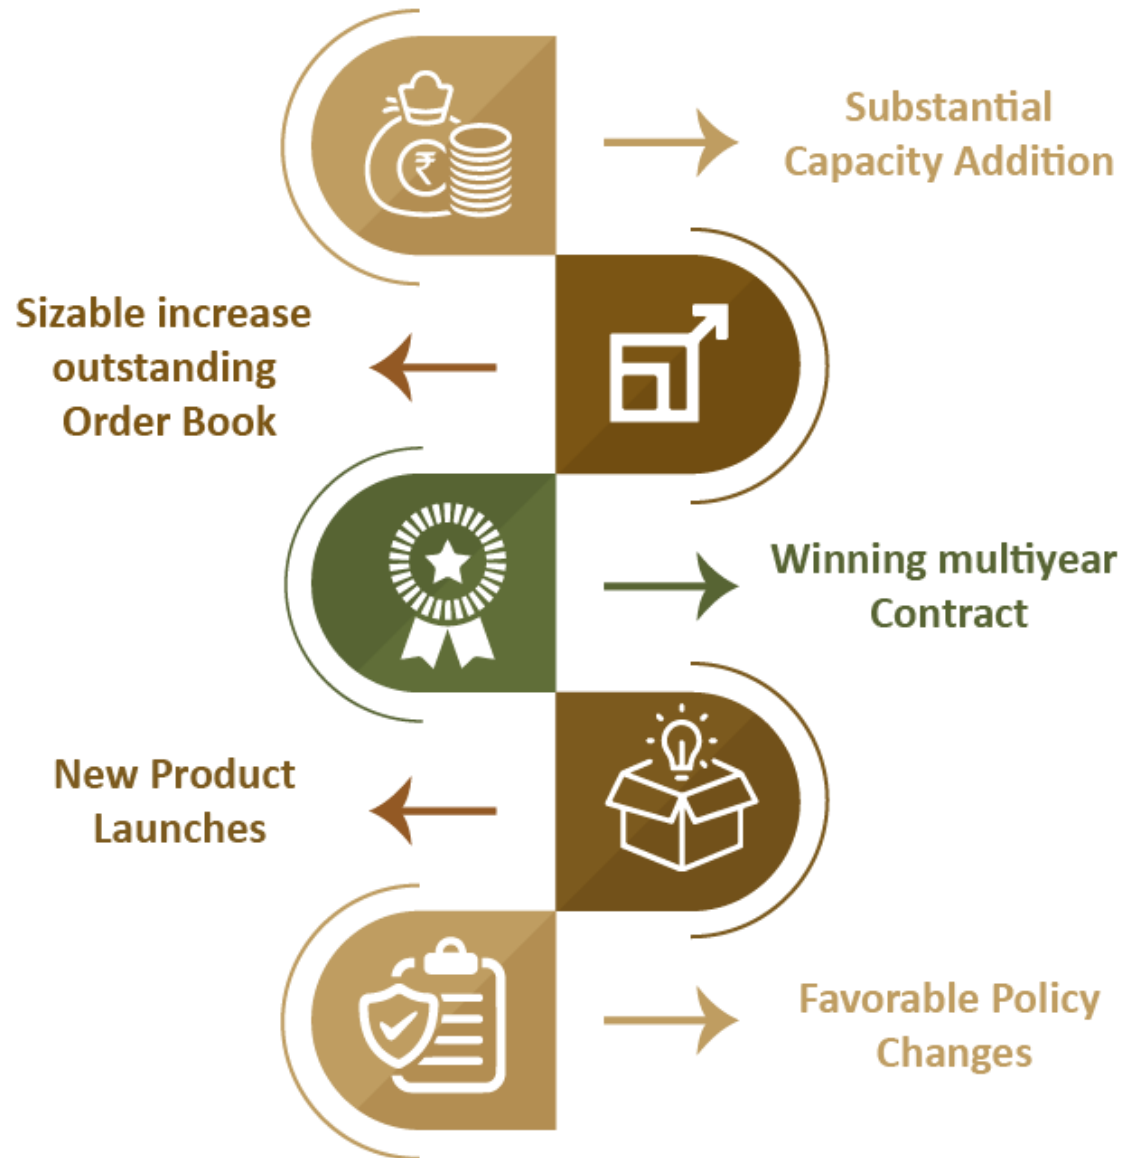 ₹
Substantial
Capacity Addition
Sizable increase
outstanding
Order Book
Winning multiyear
Contract
New Product
Launches
Favorable Policy
Changes